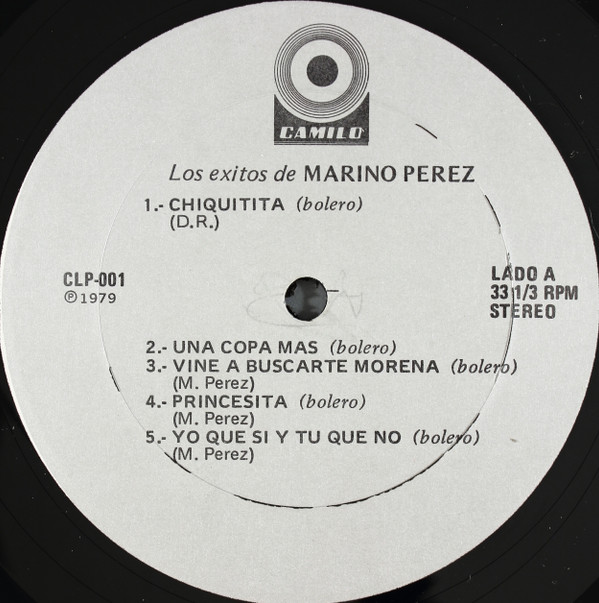 CAMILO
Los exitos de MARINO PEREZ
1.- CHIQUITITA (bolero)
(D.R.)
CLP-001
℗1979
LADO A
33 1/3 RPM
STEREO
2.- UNA COPA MAS (bolero)
3.- VINE A BUSCARTE MORENA (bolero)
(M. Perez)
4.- PRINCESITA (bolero)
(M. Perez)
5.- YO QUE SI Y TU QUE NO (bolero)
(M. Perez)